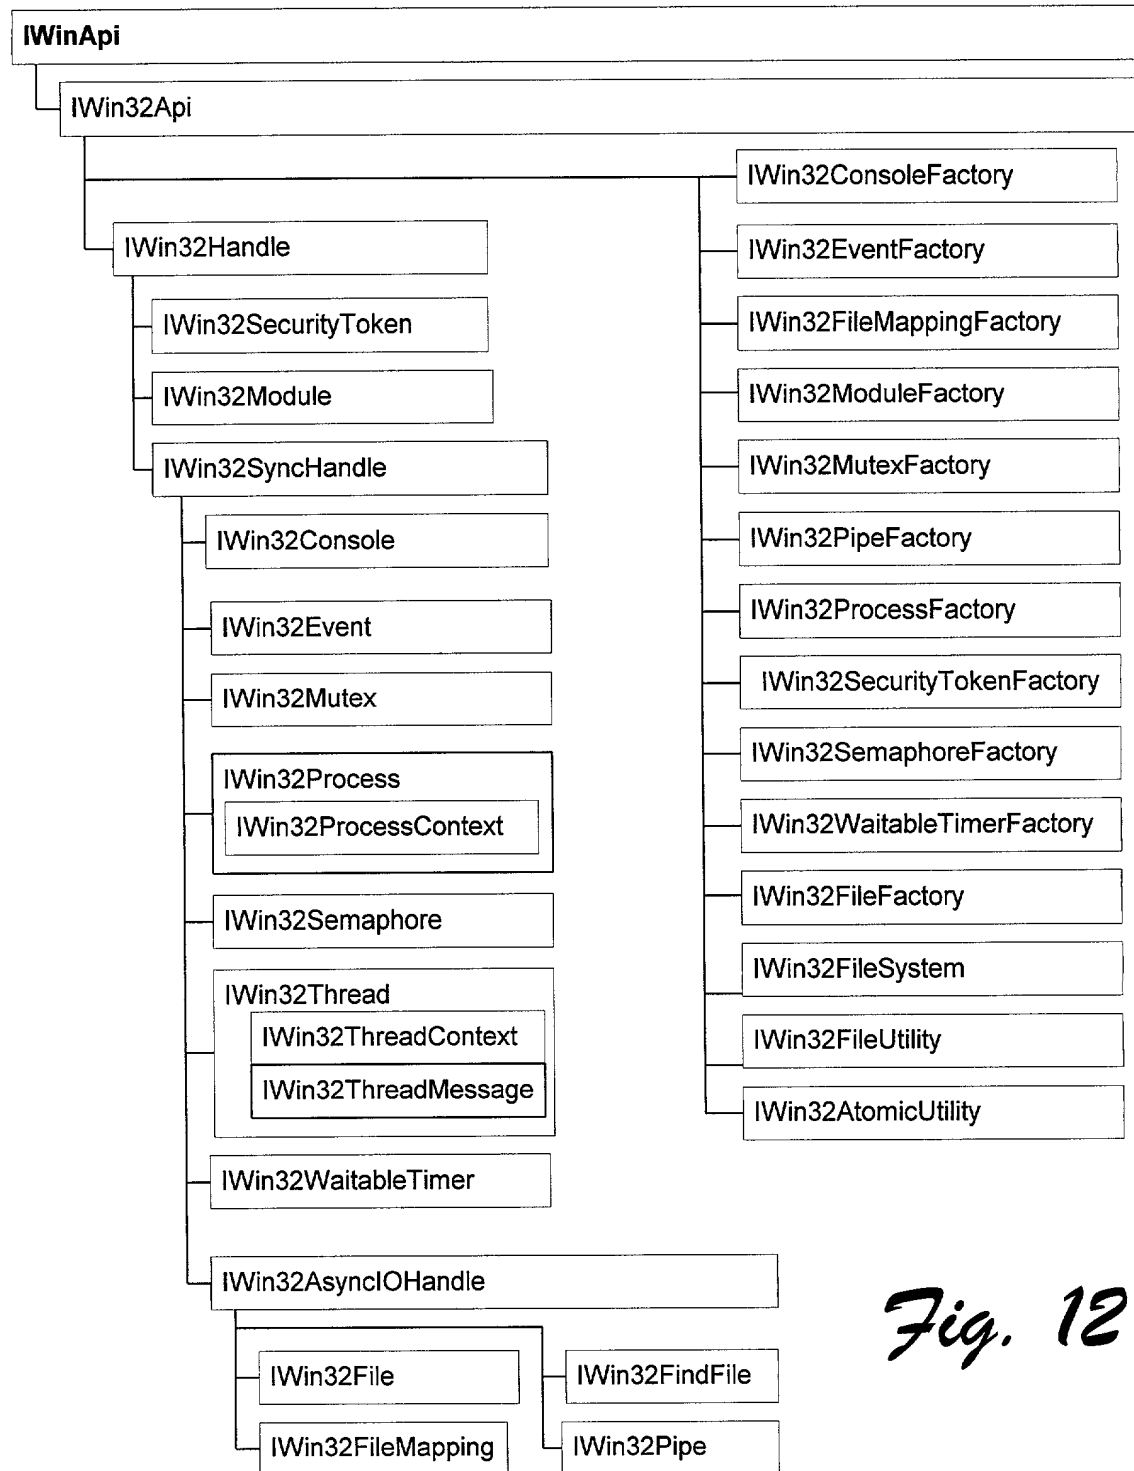 IWinApi
IWin32Api
IWin32Handle
IWin32SecurityToken
IWin32Module
IWin32SyncHandle
IWin32Console
IWin32Event
IWin32Mutex
IWin32Process
IWin32ProcessContext
IWin32Semaphore
IWin32Thread
IWin32ThreadContext
IWin32ThreadMessage
IWin32WaitableTimer
IWin32AsyncIOHandle
IWin32File
IWin32FindFile
IWin32FileMapping
IWin32Pipe
IWin32ConsoleFactory
IWin32EventFactory
IWin32FileMappingFactory
IWin32ModuleFactory
IWin32MutexFactory
IWin32PipeFactory
IWin32ProcessFactory
IWin32SecurityTokenFactory
IWin32SemaphoreFactory
IWin32WaitableTimerFactory
IWin32FileFactory
IWin32FileSystem
IWin32FileUtility
IWin32AtomicUtility
Fig. 12